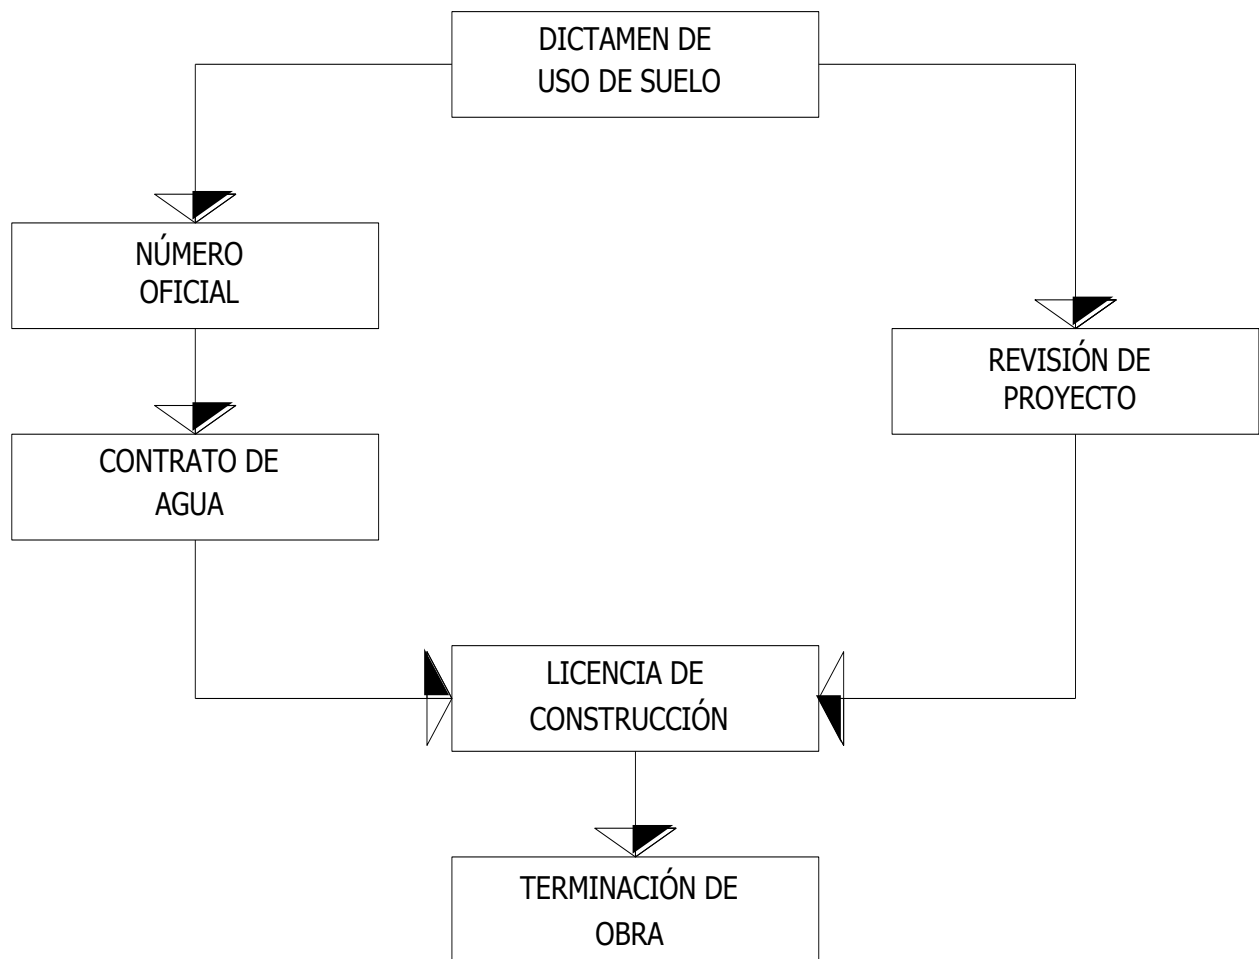 DICTAMEN DE
USO DE SUELO
NÚMERO
OFICIAL
REVISIÓN DE
PROYECTO
CONTRATO DE
AGUA
LICENCIA DE
CONSTRUCCIÓN
TERMINACIÓN DE
OBRA